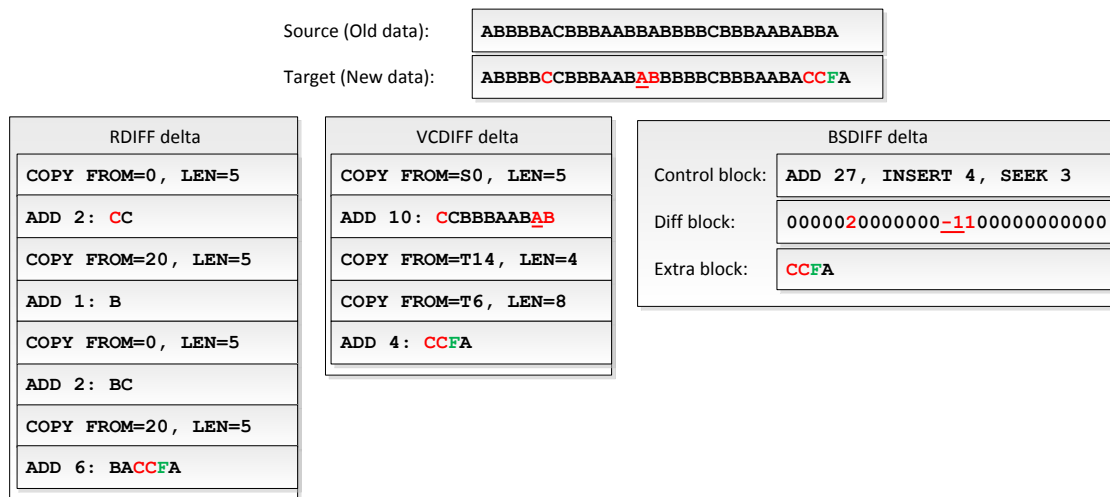 Source (Old data): ABBBBACBBBAABBABBBBCBBBAABABBA
Target (New data): ABBBBCCBBBAABABBBBBCBBBAABACCFA
RDIFF delta
COPY FROM=0, LEN=5
ADD 2: CC
COPY FROM=20, LEN=5
ADD 1: B
COPY FROM=0, LEN=5
ADD 2: BC
COPY FROM=20, LEN=5
ADD 6: BACCFA
VCDIFF delta
COPY FROM=S0, LEN=5
ADD 10: CCBBBAABAB
COPY FROM=T14, LEN=4
COPY FROM=T6, LEN=8
ADD 4: CCFA
BSDIFF delta
Control block: ADD 27, INSERT 4, SEEK 3
Diff block: 0000020000000-11000000000000
Extra block: CCFA